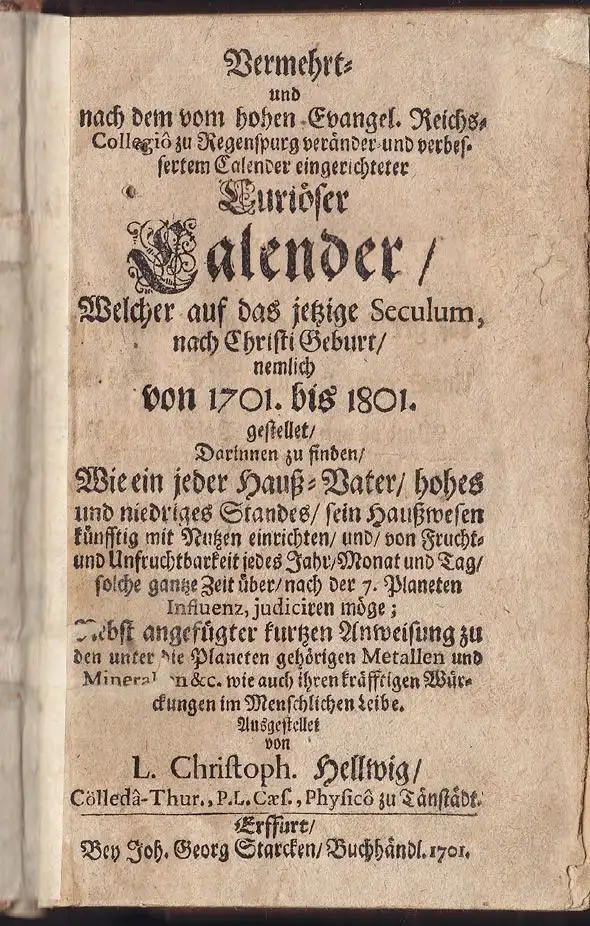 Vermehrt-
und
nach dem vom hohen Evangel. Reichs-
Collegiô zu Regenspurg veränder-und verbes-
sertem Calender eingerichteter
Curiöser
Calender /
Welcher auf das jetzige Seculum,
nach Christi Geburt/
nemlich
von 1701. bis 1801.
gestellet/
Darinnen zu finden/
Wie ein jeder Hauß-Vater/ hohes
und niedriges Standes/ sein Haußwesen
künfftig mit Nutzen einrichten/ und/ von Frucht-
und Unfruchtbarkeit jedes Jahr/Monat und Tag/
solche gantze Zeit über/ nach der 7. Planeten
Influenz, judiciren möge;
Nebst angefügter kurtzen Anweisung zu
den unter die Planeten gehörigen Metallen und
&c. wie auch ihren kräfftigen Wür-
ckungen im Menschlichen Leibe.
Ausgestellet
von
L. Christoph. Hellwig/
Cölledâ-Thur., P.L.Cæs., Physicô zu Tänstädt.
Erffurt/
Bey Joh. Georg Starcken/ Buchhändl. 1701.